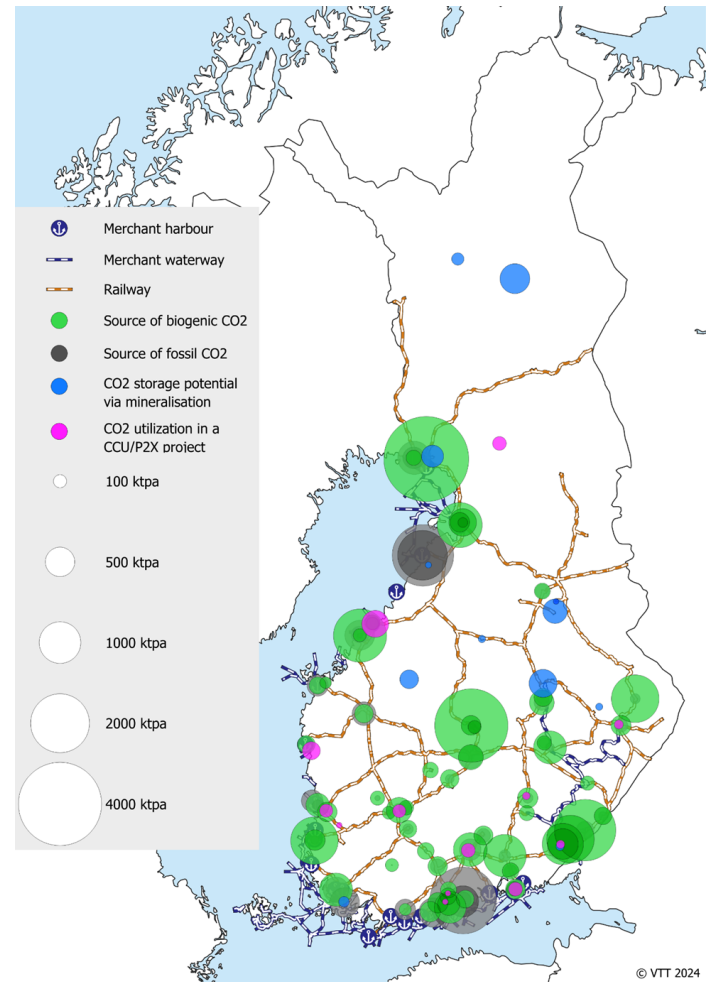 Merchant harbour
Merchant waterway
Railway
Source of biogenic CO2
Source of fossil CO2
CO2 storage potential
via mineralisation
CO2 utilization in a
CCU/P2X project
100 ktpa
500 ktpa
1000 ktpa
2000 ktpa
4000 ktpa
© VTT 2024